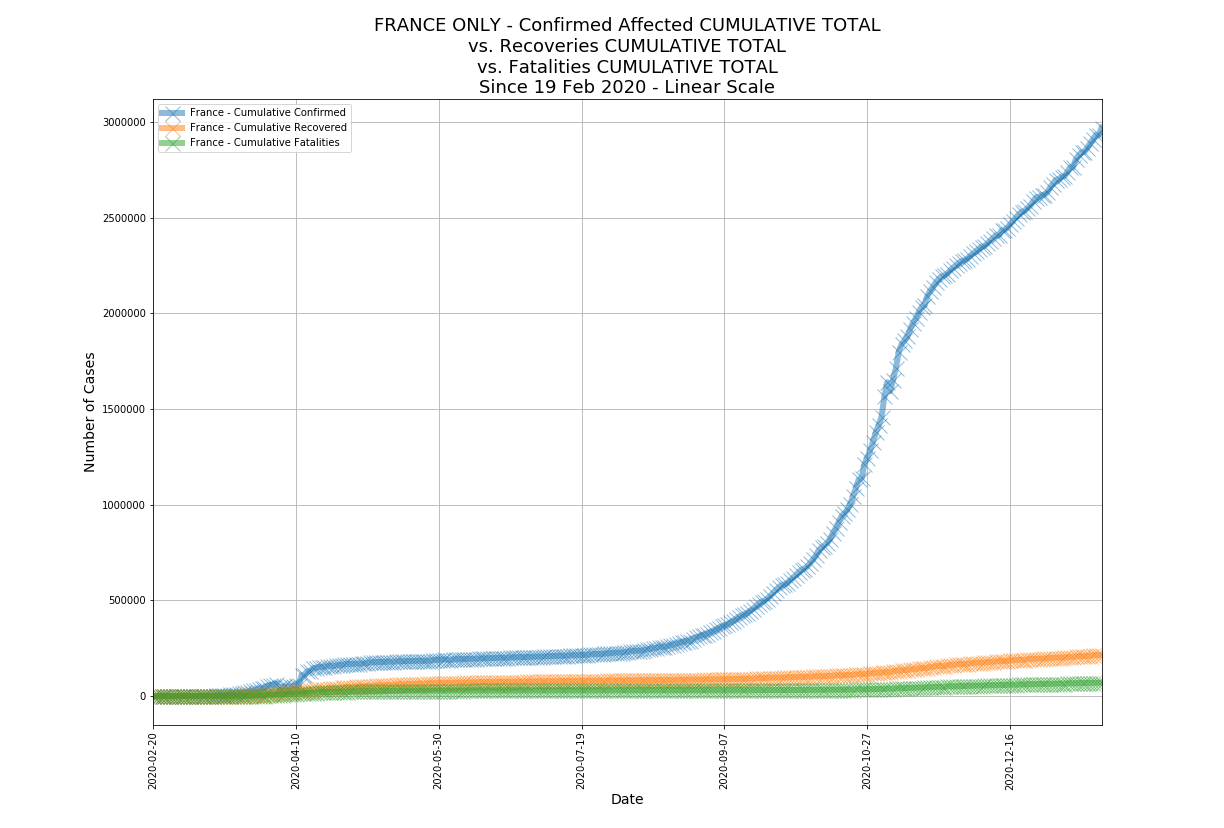 FRANCE ONLY - Confirmed Affected CUMULATIVE TOTAL
vs. Recoveries CUMULATIVE TOTAL
vs. Fatalities CUMULATIVE TOTAL
Since 19 Feb 2020 - Linear Scale
France - Cumulative Confirmed
France - Cumulative Recovered
France - Cumulative Fatalities
3000000
2500000
2000000
1500000
1000000
500000
0
Number of Cases
2020-02-20
2020-04-10
2020-05-30
2020-07-19
2020-09-07
2020-10-27
2020-12-16
Date